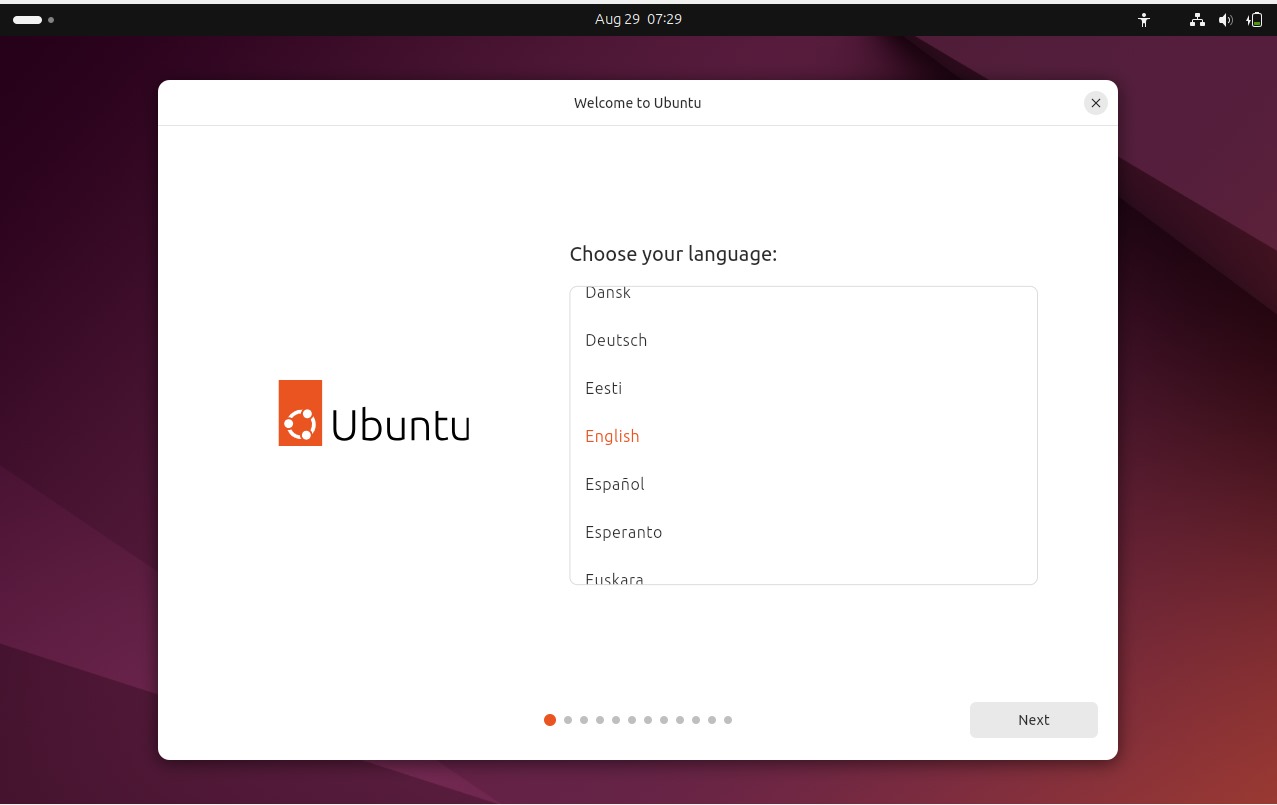 Aug 29 07:29
Welcome to Ubuntu
Choose your language:
Dansk
Deutsch
Eesti
English
Español
Esperanto
Euskara
Ubuntu
Next